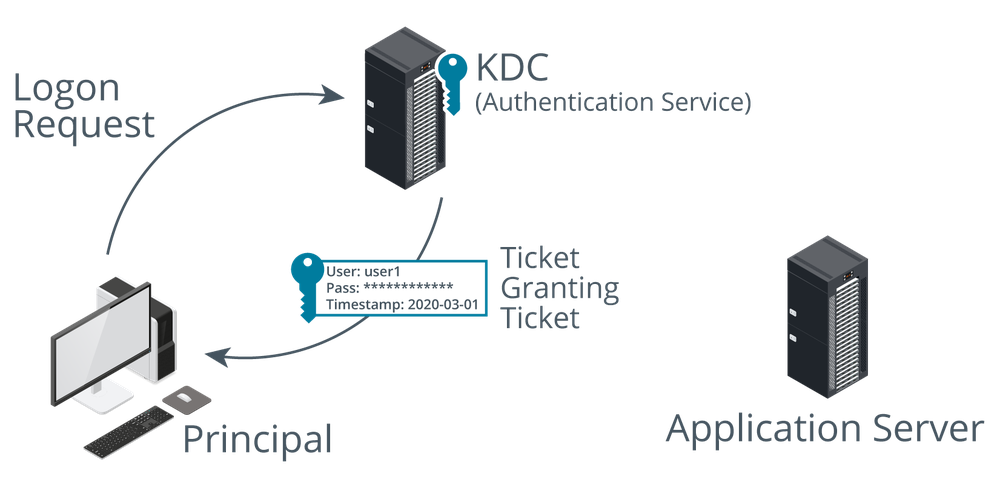 Logon
Request
KDC
(Authentication Service)
User: user1
Pass: ************
Timestamp: 2020-03-01
Ticket
Granting
Ticket
Principal
Application Server